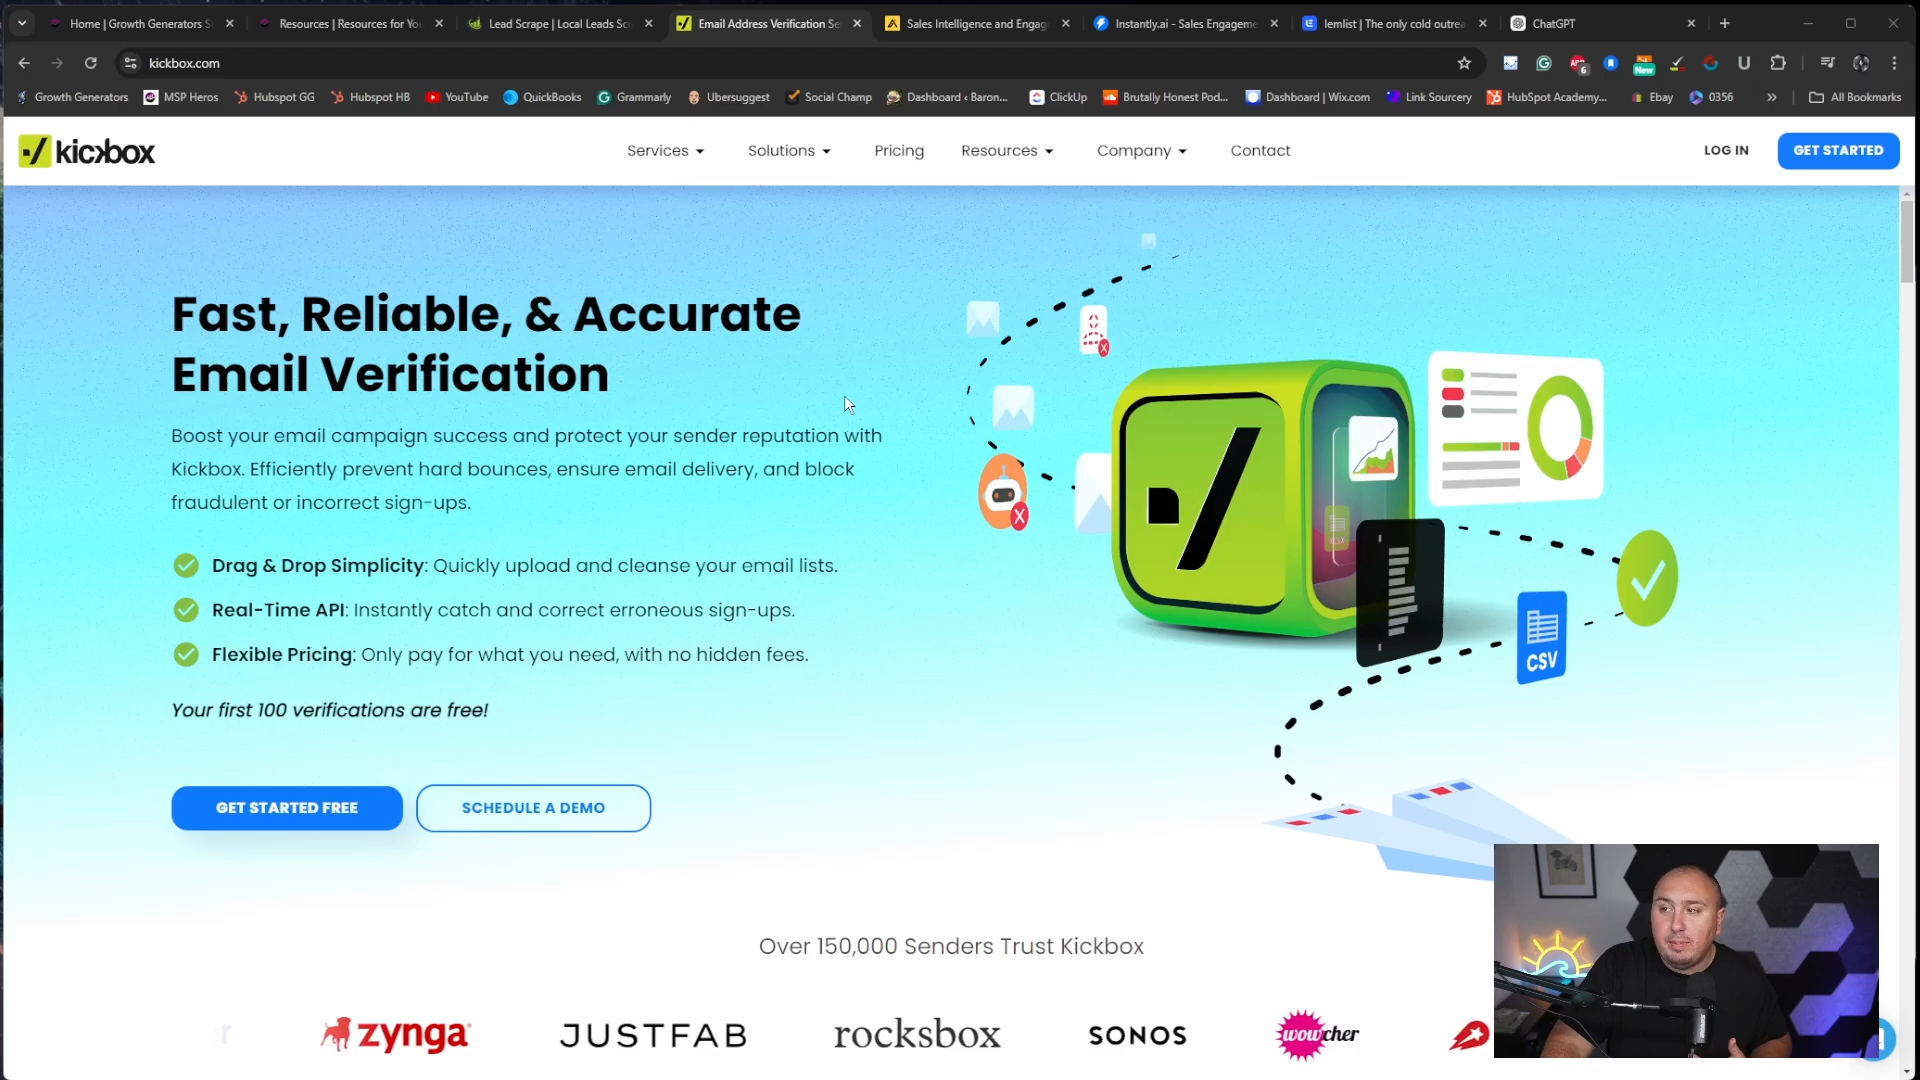 Home | Growth Generators S
Resources | Resources for You
Lead Scrape | Local Leads Scr
Email Address Verification Se
Sales Intelligence and Engag
Instantly.ai - Sales Engageme
lemlist | The only cold outrea
ChatGPT
kickbox.com
6
New
Growth Generators
MSP Heros
Hubspot GG
Hubspot HB
YouTube
QuickBooks
Grammarly
Ubersuggest
Social Champ
Dashboard ‹ Baron...
ClickUp
Brutally Honest Pod...
Dashboard | Wix.com
Link Sourcery
HubSpot Academy...
Ebay
0356
»
All Bookmarks
kickbox
Services
Solutions
Pricing
Resources
Company
Contact
LOG IN
GET STARTED
Fast, Reliable, & Accurate
Email Verification
Boost your email campaign success and protect your sender reputation with
Kickbox. Efficiently prevent hard bounces, ensure email delivery, and block
fraudulent or incorrect sign-ups.
Drag & Drop Simplicity: Quickly upload and cleanse your email lists.
Real-Time API: Instantly catch and correct erroneous sign-ups.
Flexible Pricing: Only pay for what you need, with no hidden fees.
Your first 100 verifications are free!
GET STARTED FREE
SCHEDULE A DEMO
CSV
Over 150,000 Senders Trust Kickbox
zynga
JUSTFAB
rocksbox
SONOS
wowcher